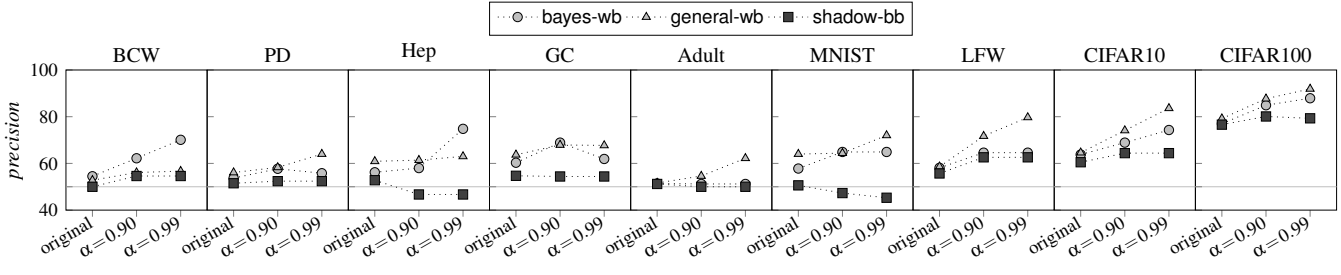 bayes-wb general-wb shadow-bb
BCW PD Hep GC Adult MNIST LFW CIFAR10 CIFAR100
100
80
60
40
precision
original α=0.90 α=0.99 original α=0.90 α=0.99 original α=0.90 α=0.99 original α=0.90 α=0.99 original α=0.90 α=0.99 original α=0.90 α=0.99 original α=0.90 α=0.99 original α=0.90 α=0.99 original α=0.90 α=0.99